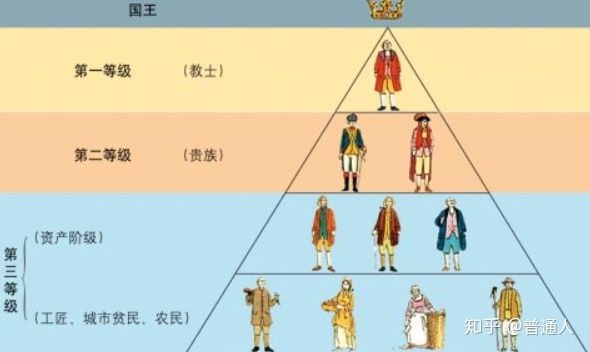 国王
第一等级 (教士)
第二等级 (贵族)
第三等级
(资产阶级)
(工匠、城市贫民、农民)
知乎 @普通人